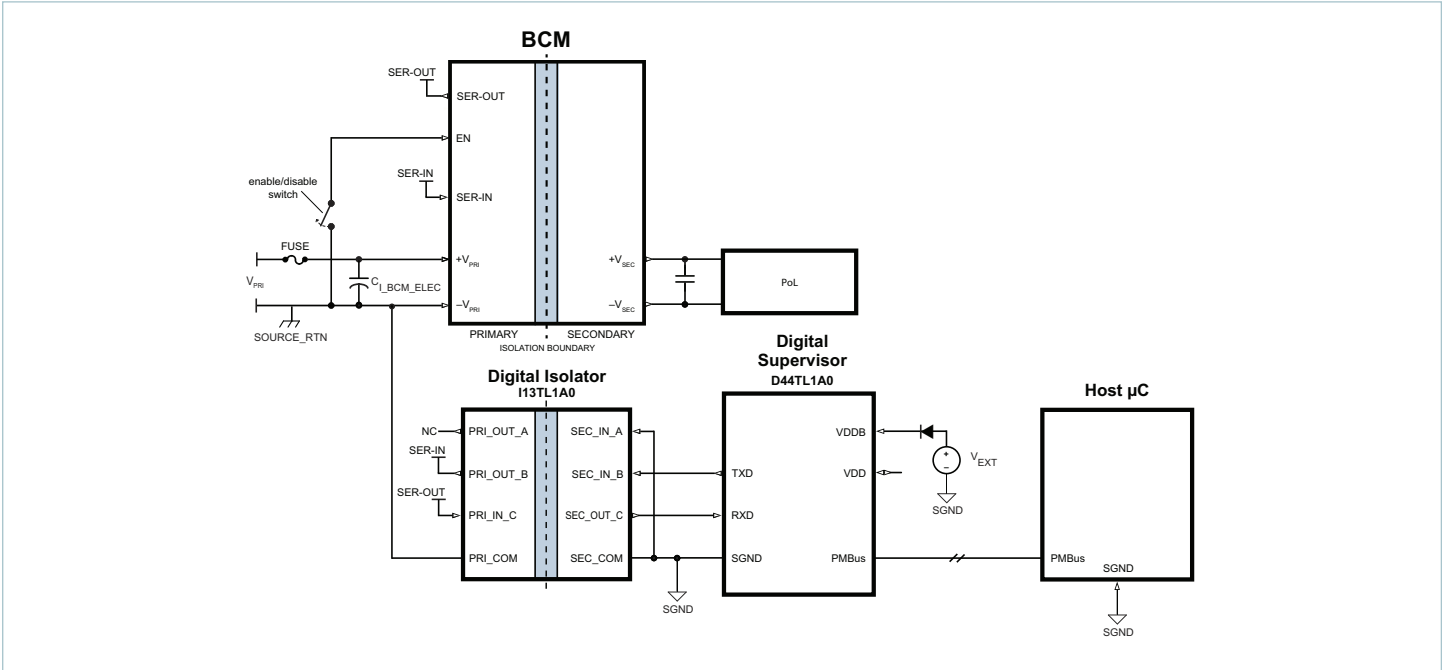 BCM
SER-OUT
SER-OUT
EN
SER-IN
SER-IN
enable/disable
switch
FUSE
+VPRI
VPRI
CI_BCM_ELEC
–VPRI
SOURCE_RTN
+VSEC
–VSEC
PoL
PRIMARY
SECONDARY
ISOLATION BOUNDARY
Digital Isolator
I13TL1A0
NC
PRI_OUT_A
SEC_IN_A
SER-IN
PRI_OUT_B
SEC_IN_B
SER-OUT
PRI_IN_C
SEC_OUT_C
PRI_COM
SEC_COM
SGND
Digital
Supervisor
D44TL1A0
VDDB
TXD
VDD
RXD
SGND
PMBus
+
–
VEXT
SGND
Host µC
PMBus
SGND
SGND